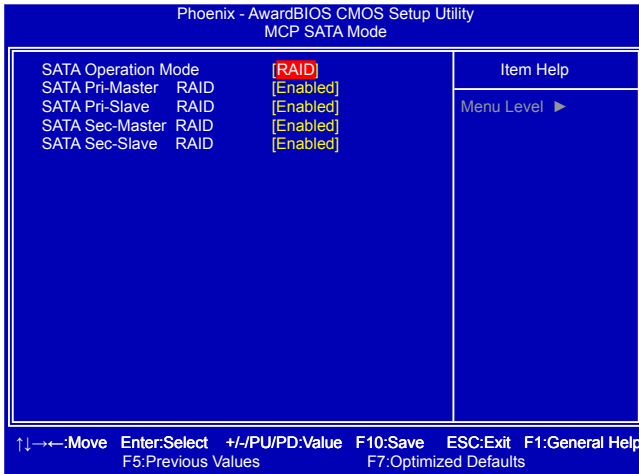 Phoenix - AwardBIOS CMOS Setup Utility
MCP SATA Mode
SATA Operation Mode [RAID]
SATA Pri-Master RAID [Enabled]
SATA Pri-Slave RAID [Enabled]
SATA Sec-Master RAID [Enabled]
SATA Sec-Slave RAID [Enabled]
Item Help
Menu Level ►
↑↓→←:Move Enter:Select +/-/PU/PD:Value F10:Save ESC:Exit F1:General Help
F5:Previous Values F7:Optimized Defaults